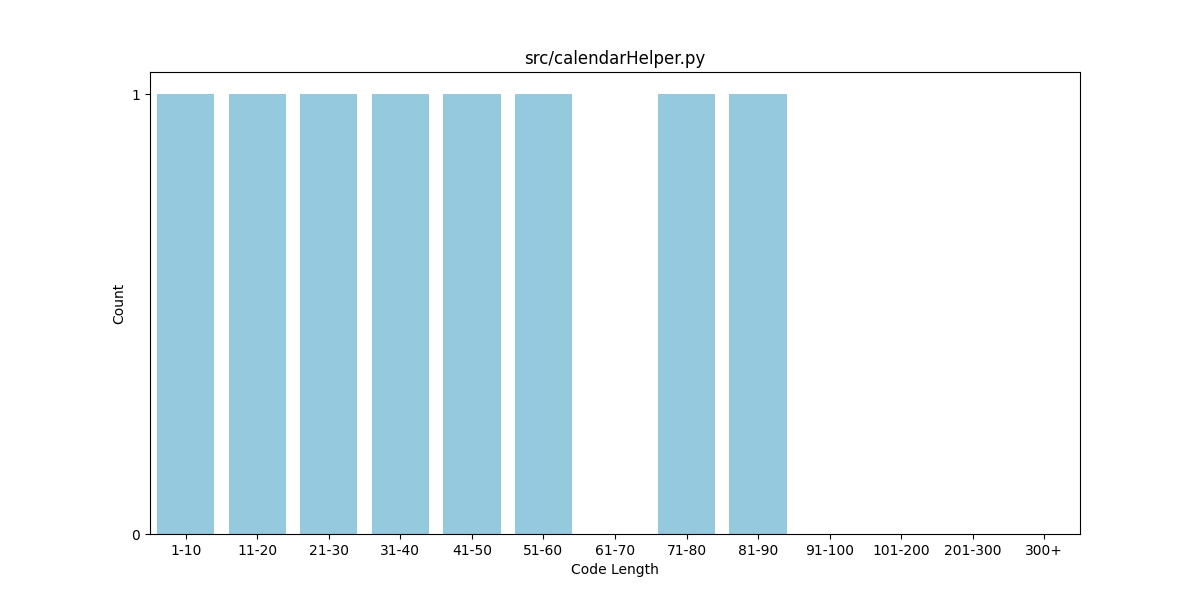 src/calendarHelper.py
Count
1
0
1-10 11-20 21-30 31-40 41-50 51-60 61-70 71-80 81-90 91-100 101-200 201-300 300+
Code Length